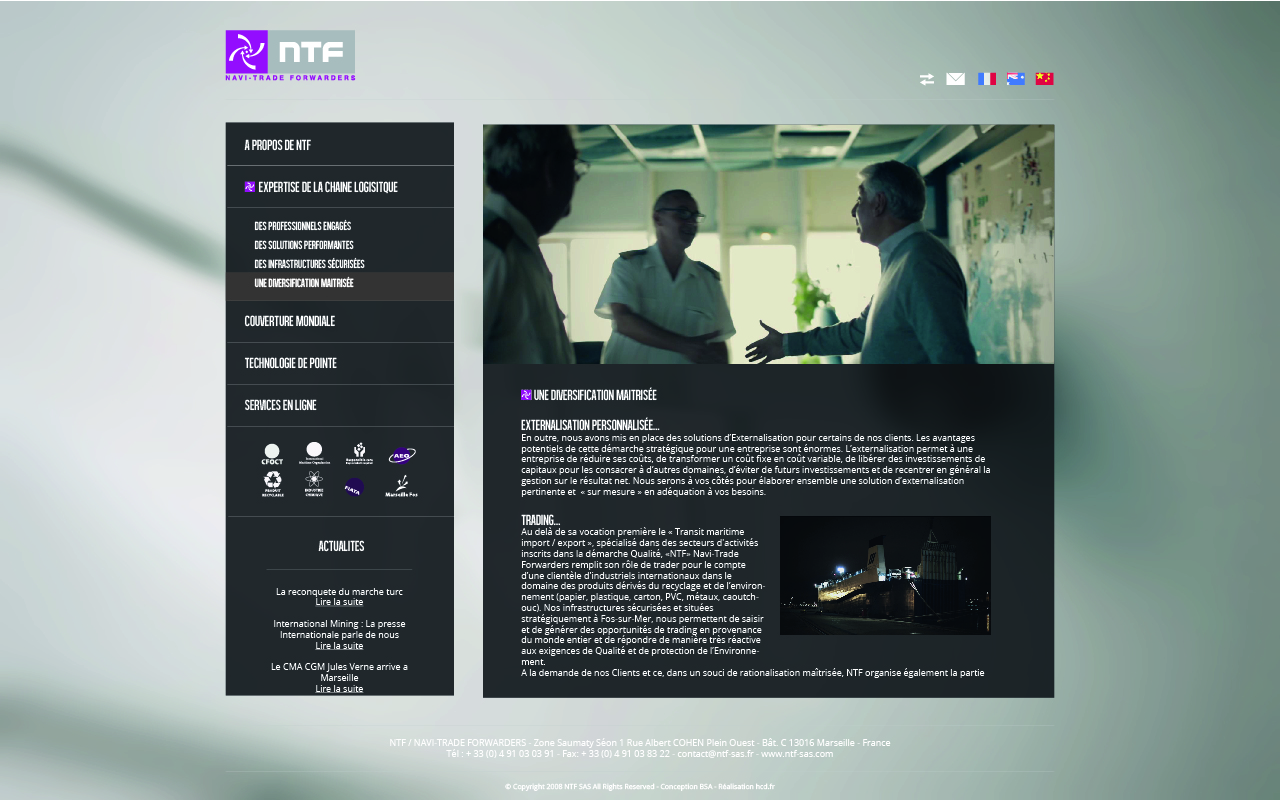 NTF
NAVI-TRADE FORWARDERS
A PROPOS DE NTF
EXPERTISE DE LA CHAINE LOGISITQUE
DES PROFESSIONNELS ENGAGÉS
DES SOLUTIONS PERFORMANTES
DES INFRASTRUCTURES SÉCURISÉES
UNE DIVERSIFICATION MAITRISÉE
COUVERTURE MONDIALE
TECHNOLOGIE DE POINTE
SERVICES EN LIGNE
CFOCT
AEO
PRODUIT
RECYCLABLE
INDUSTRIE
CHIMIQUE
FIATA
Marseille Fos
ACTUALITES
La reconquete du marche turc
Lire la suite
International Mining : La presse
Internationale parle de nous
Lire la suite
Le CMA CGM Jules Verne arrive a
Marseille
Lire la suite
UNE DIVERSIFICATION MAITRISÉE
EXTERNALISATION PERSONNALISÉE...
En outre, nous avons mis en place des solutions d’Externalisation pour certains de nos clients. Les avantages
potentiels de cette démarche stratégique pour une entreprise sont énormes. L’externalisation permet à une
entreprise de réduire ses coûts, de transformer un coût fixe en coût variable, de libérer des investissements de
capitaux pour les consacrer à d’autres domaines, d’éviter de futurs investissements et de recentrer en général la
gestion sur le résultat net. Nous serons à vos côtés pour élaborer ensemble une solution d’externalisation
pertinente et « sur mesure » en adéquation à vos besoins.
TRADING...
Au delà de sa vocation première le « Transit maritime
import / export », spécialisé dans des secteurs d’activités
inscrits dans la démarche Qualité, «NTF» Navi-Trade
Forwarders remplit son rôle de trader pour le compte
d’une clientèle d’industriels internationaux dans le
domaine des produits dérivés du recyclage et de l’environ-
nement (papier, plastique, carton, PVC, métaux, caoutch-
ouc). Nos infrastructures sécurisées et situées
stratégiquement à Fos-sur-Mer, nous permettent de saisir
et de générer des opportunités de trading en provenance
du monde entier et de répondre de manière très réactive
aux exigences de Qualité et de protection de l’Environne-
ment.
A la demande de nos Clients et ce, dans un souci de rationalisation maîtrisée, NTF organise également la partie
NTF / NAVI-TRADE FORWARDERS - Zone Saumaty Séon 1 Rue Albert COHEN Plein Ouest - Bât. C 13016 Marseille - France
Tèl : + 33 (0) 4 91 03 03 91 - Fax: + 33 (0) 4 91 03 83 22 - contact@ntf-sas.fr - www.ntf-sas.com
© Copyright 2008 NTF SAS All Rights Reserved - Conception BSA - Réalisation hcd.fr